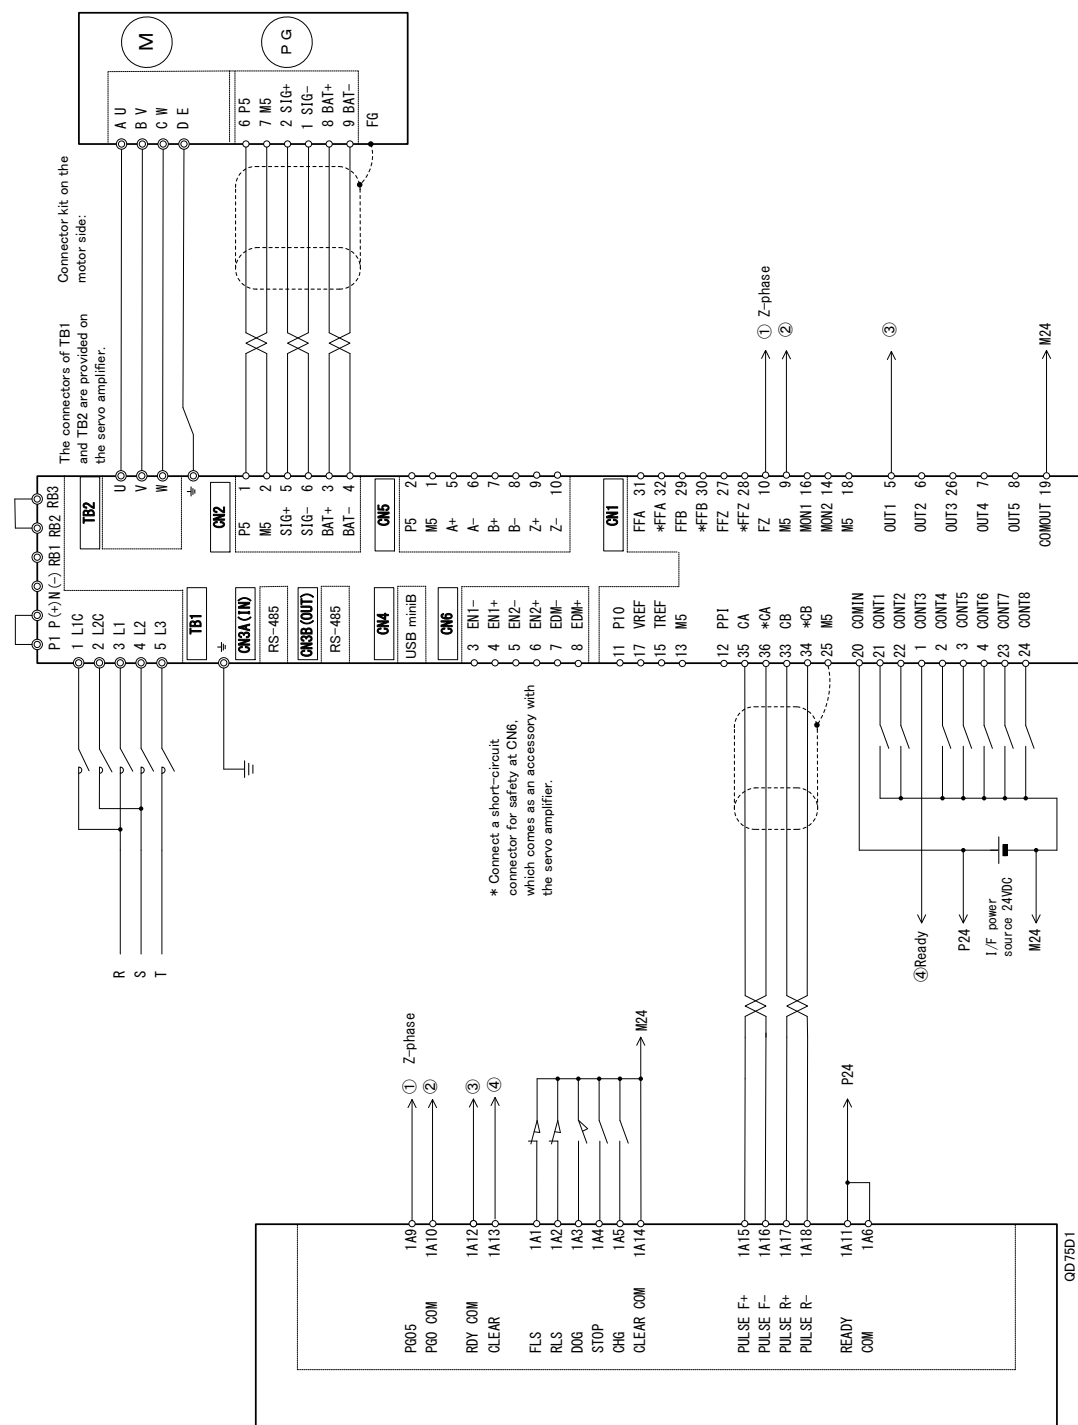 M
PG
A U
B V
C W
D E
6 P5
7 M5
2 SIG+
1 SIG-
8 BAT+
9 BAT-
FG
Connector kit on the
motor side:
The connectors of TB1
and TB2 are provided on
the servo amplifier.
P1 P(+) N(-) RB1 RB2 RB3
TB2
U
V
W
CN2
P5 1
M5 2
SIG+ 5
SIG- 6
BAT+ 3
BAT- 4
CN5
P5 2
M5 1
A+ 5
A- 6
B+ 7
B- 8
Z+ 9
Z- 10
CN1
FFA 31
*FFA 32
FFB 29
*FFB 30
FFZ 27
*FFZ 28
FZ 10
M5 9
MON1 16
MON2 14
M5 18
OUT1 5
OUT2 6
OUT3 26
OUT4 7
OUT5 8
COMOUT 19
① Z-phase
②
③
M24
1 L1C
2 L2C
3 L1
4 L2
5 L3
TB1
CN3A(IN)
RS-485
CN3B(OUT)
RS-485
CN4
USB miniB
CN6
3 EN1-
4 EN1+
5 EN2-
6 EN2+
7 EDM-
8 EDM+
11 P10
17 VREF
15 TREF
13 M5
12 PPI
35 CA
36 *CA
33 CB
34 *CB
25 M5
20 COMIN
21 CONT1
22 CONT2
1 CONT3
2 CONT4
3 CONT5
4 CONT6
23 CONT7
24 CONT8
R
S
T
* Connect a short-circuit
connector for safety at CN6,
which comes as an accessory with
the servo amplifier.
④Ready
P24
I/F power
source 24VDC
M24
① Z-phase
②
③
④
M24
P24
PG05 1A9
PG0 COM 1A10
RDY COM 1A12
CLEAR 1A13
FLS 1A1
RLS 1A2
DOG 1A3
STOP 1A4
CHG 1A5
CLEAR COM 1A14
PULSE F+ 1A15
PULSE F- 1A16
PULSE R+ 1A17
PULSE R- 1A18
READY 1A11
COM 1A6
QD75D1